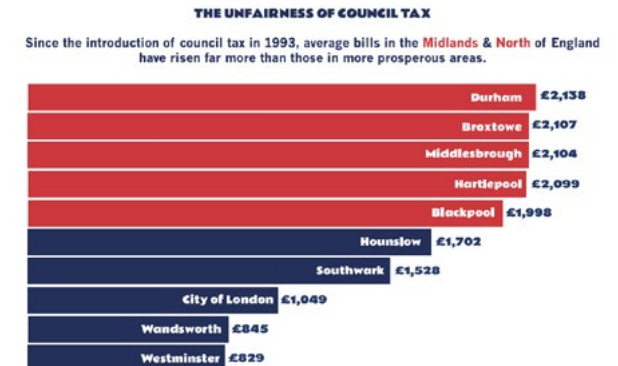 THE UNFAIRNESS OF COUNCIL TAX
Since the introduction of council tax in 1993, average bills in the Midlands & North of England
have risen far more than those in more prosperous areas.
Durham £2,138
Broxtowe £2,107
Middlesbrough £2,104
Hartlepool £2,099
Blackpool £1,998
Hounslow £1,702
Southwark £1,528
City of London £1,049
Wandsworth £845
Westminster £829